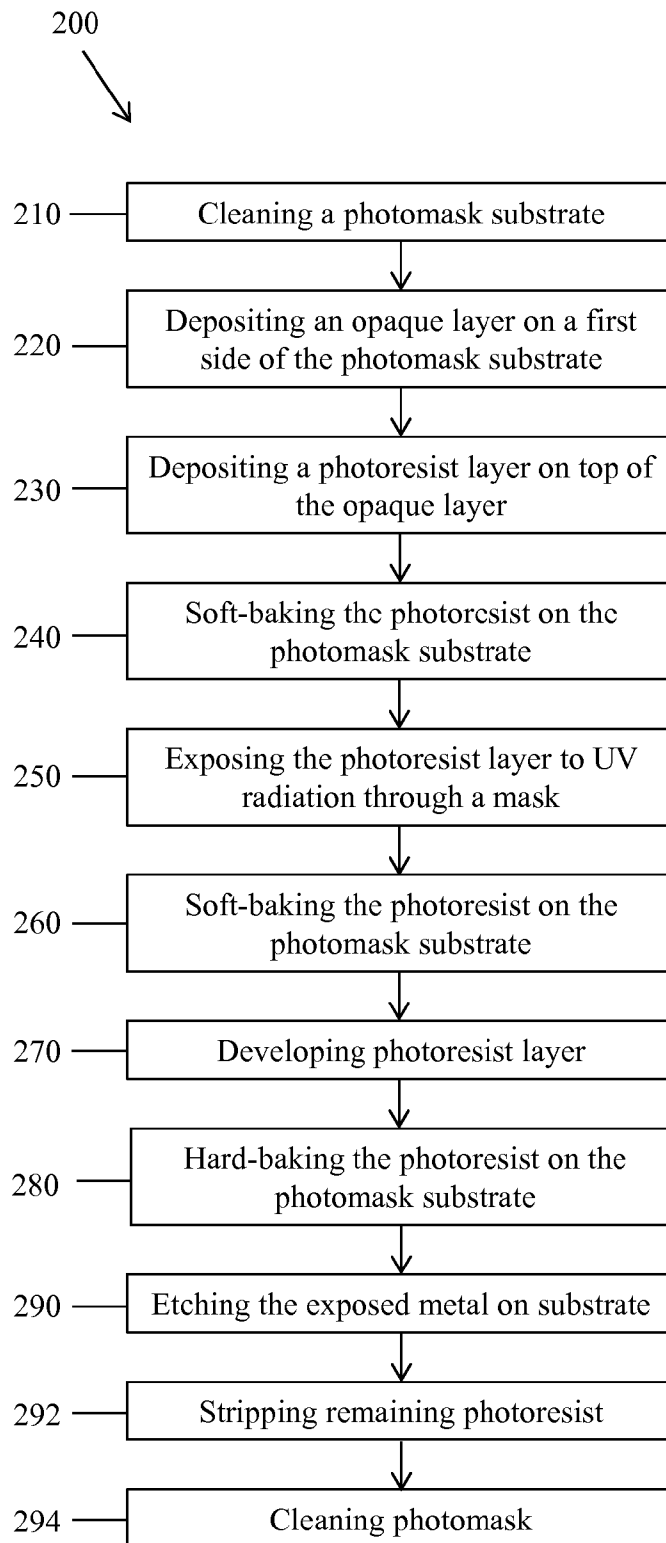 200
210
Cleaning a photomask substrate
220
Depositing an opaque layer on a first
side of the photomask substrate
230
Depositing a photoresist layer on top of
the opaque layer
240
Soft-baking the photoresist on the
photomask substrate
250
Exposing the photoresist layer to UV
radiation through a mask
260
Soft-baking the photoresist on the
photomask substrate
270
Developing photoresist layer
280
Hard-baking the photoresist on the
photomask substrate
290
Etching the exposed metal on substrate
292
Stripping remaining photoresist
294
Cleaning photomask